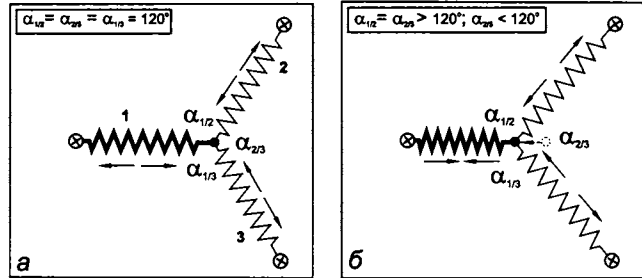 α1/2 = α2/3 = α1/3 = 120°
2
1
α1/2
α2/3
α1/3
3
а
α1/2 = α2/3 > 120°; α2/3 < 120°
α1/2
α2/3
α1/3
б